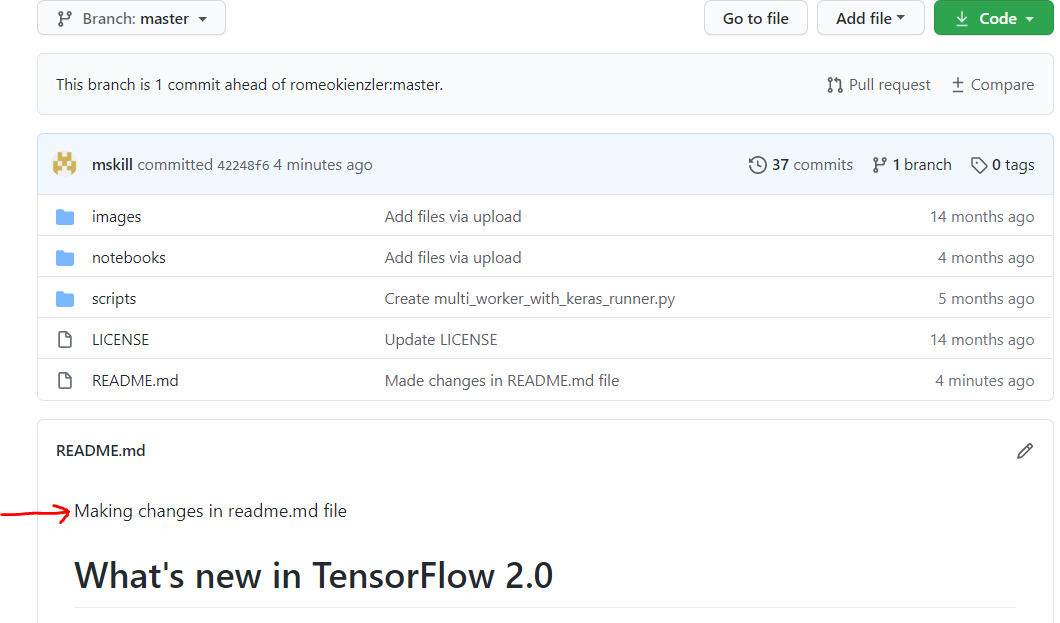 Branch: master Go to file Add file Code
This branch is 1 commit ahead of romeokienzler:master. Pull request Compare
mskill committed 42248f6 4 minutes ago 37 commits 1 branch 0 tags
images Add files via upload 14 months ago
notebooks Add files via upload 4 months ago
scripts Create multi_worker_with_keras_runner.py 5 months ago
LICENSE Update LICENSE 14 months ago
README.md Made changes in README.md file 4 minutes ago
README.md
Making changes in readme.md file
What's new in TensorFlow 2.0